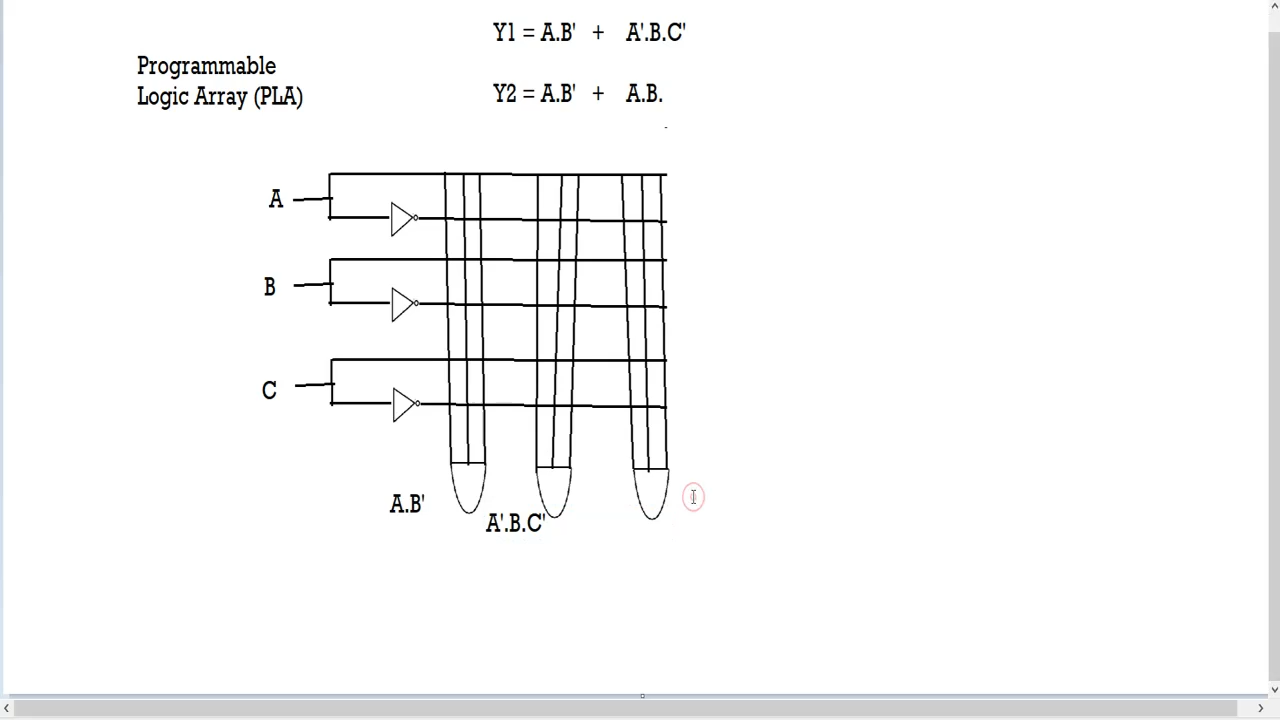 Y1 = A.B' + A'.B.C'
Programmable
Logic Array (PLA)
Y2 = A.B' + A.B.
A
B
C
A.B'
A'.B.C'